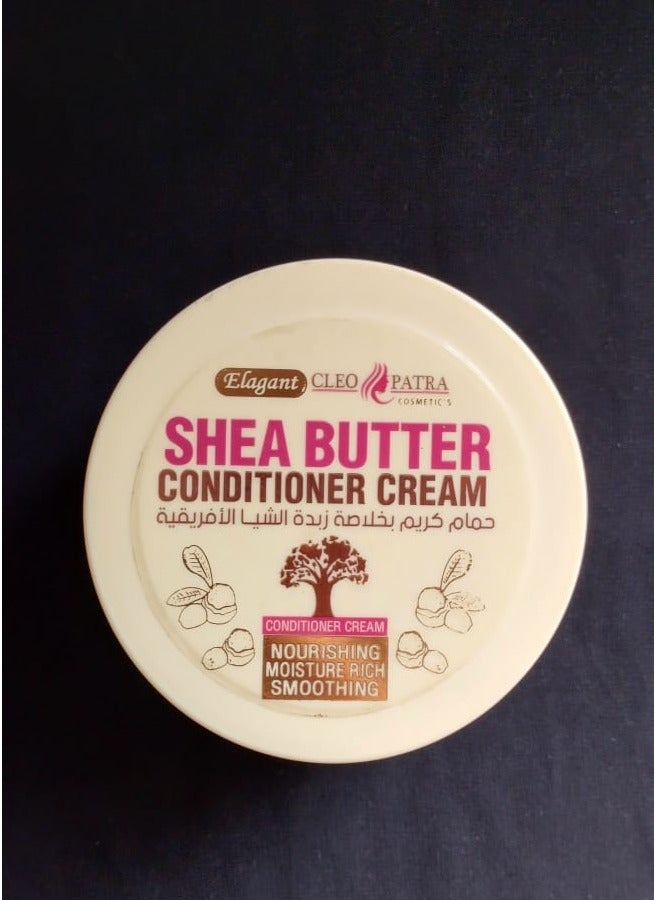 Elagant CLEO PATRA
COSMETIC'S
SHEA BUTTER
CONDITIONER CREAM
حمام كريم بخلاصة زبدة الشيا الأفريقية
CONDITIONER CREAM
NOURISHING
MOISTURE RICH
SMOOTHING